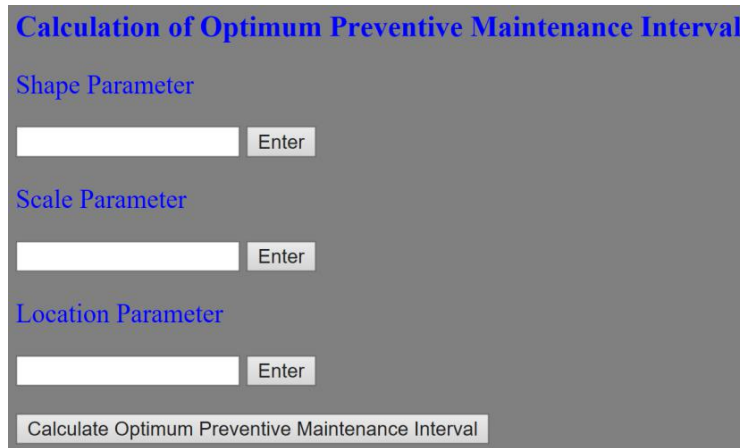 Calculation of Optimum Preventive Maintenance Interval
Shape Parameter
Enter
Scale Parameter
Enter
Location Parameter
Enter
Calculate Optimum Preventive Maintenance Interval